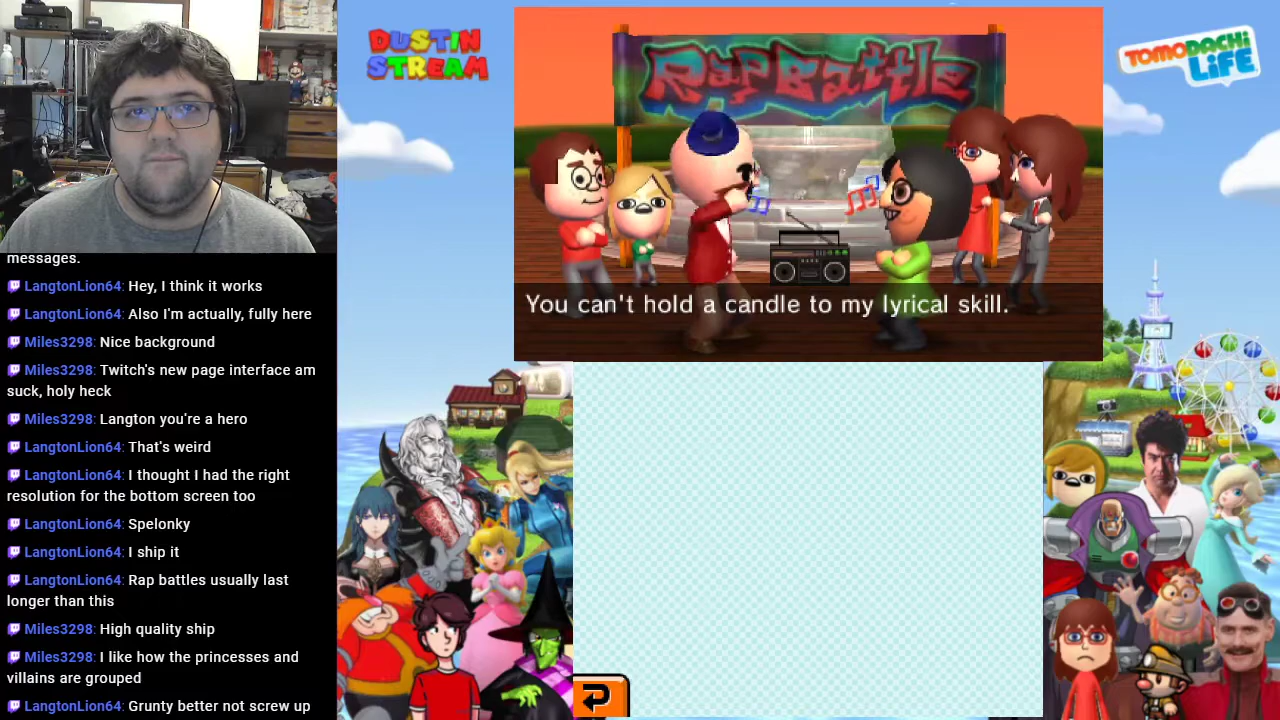 DUSTIN
STREAM
TOMODACHI
LiFE
Rap Battle
You can't hold a candle to my lyrical skill.
messages.
LangtonLion64: Hey, I think it works
LangtonLion64: Also I'm actually, fully here
Miles3298: Nice background
Miles3298: Twitch's new page interface am
suck, holy heck
Miles3298: Langton you're a hero
LangtonLion64: That's weird
LangtonLion64: I thought I had the right
resolution for the bottom screen too
LangtonLion64: Spelonky
LangtonLion64: I ship it
LangtonLion64: Rap battles usually last
longer than this
Miles3298: High quality ship
Miles3298: I like how the princesses and
villains are grouped
LangtonLion64: Grunty better not screw up